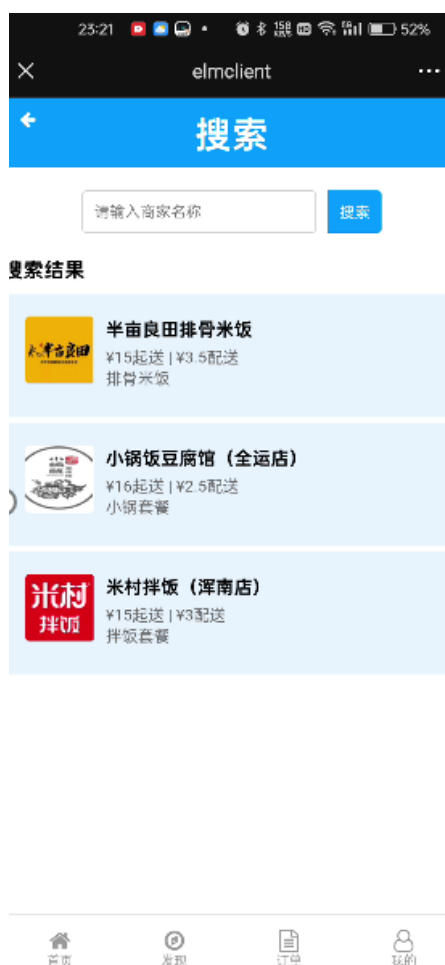 23:21
52%
elmclient
搜索
请输入商家名称
搜索
搜索结果
半亩良田排骨米饭
¥15起送 | ¥3.5配送
排骨米饭
半亩良田
小锅饭豆腐馆（全运店）
¥16起送 | ¥2.5配送
小锅套餐
米村拌饭（浑南店）
¥15起送 | ¥3配送
拌饭套餐
米村
拌饭
首页
发现
订单
我的